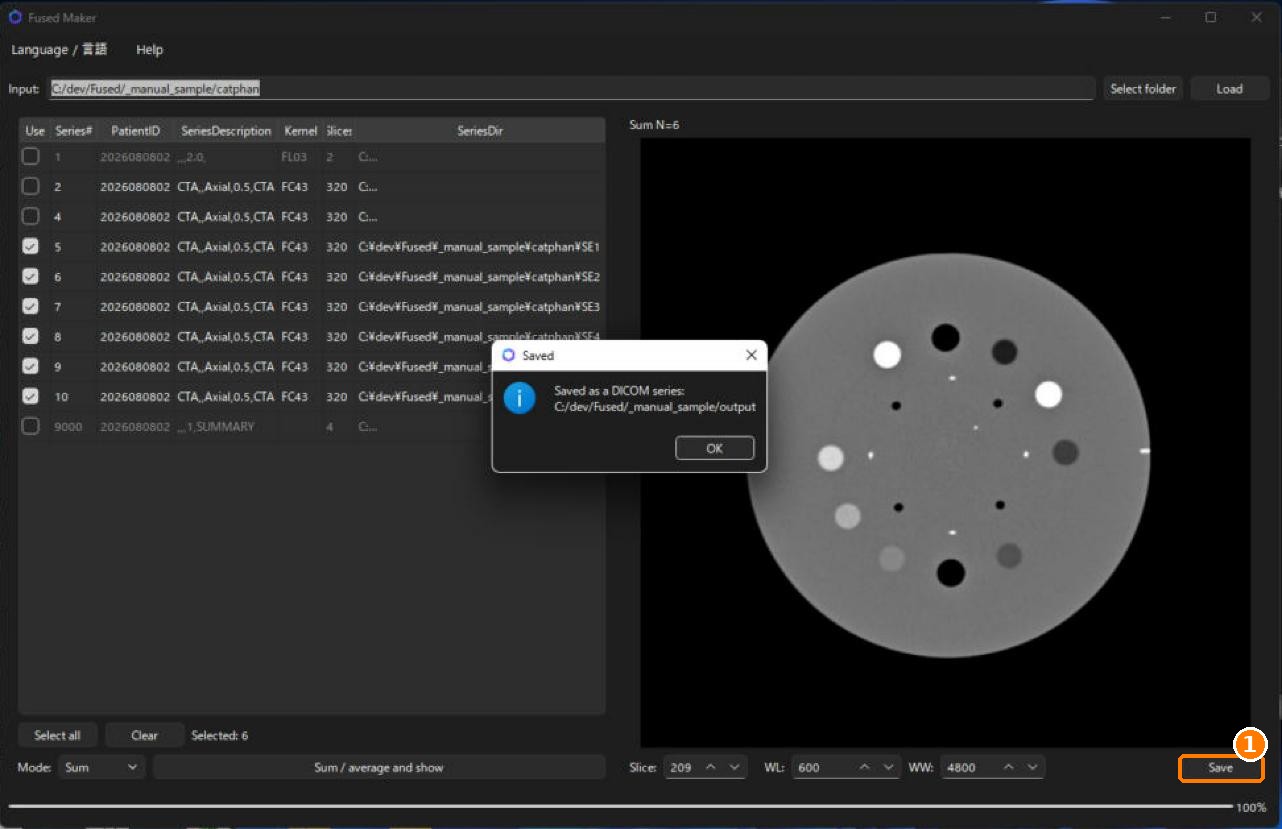 Fused Maker
Language / 言語 Help
Input: C:/dev/Fused/_manual_sample/catphan Select folder Load
Use Series# PatientID SeriesDescription Kernel Slices SeriesDir
1 2026080802 ,,,2.0, FL03 2 C:...
2 2026080802 CTA,,Axial,0.5,CTA FC43 320 C:...
4 2026080802 CTA,,Axial,0.5,CTA FC43 320 C:...
5 2026080802 CTA,,Axial,0.5,CTA FC43 320 C:¥dev¥Fused¥_manual_sample¥catphan¥SE1
6 2026080802 CTA,,Axial,0.5,CTA FC43 320 C:¥dev¥Fused¥_manual_sample¥catphan¥SE2
7 2026080802 CTA,,Axial,0.5,CTA FC43 320 C:¥dev¥Fused¥_manual_sample¥catphan¥SE3
8 2026080802 CTA,,Axial,0.5,CTA FC43 320 C:¥dev¥Fused¥_manual_sample¥catphan¥SE4
9 2026080802 CTA,,Axial,0.5,CTA FC43 320 C:¥dev¥Fused¥_manual_s
10 2026080802 CTA,,Axial,0.5,CTA FC43 320 C:¥dev¥Fused¥_manual_s
9000 2026080802 ,,,1,SUMMARY 4 C:...
Sum N=6
Saved
Saved as a DICOM series:
C:/dev/Fused/_manual_sample/output
OK
Select all Clear Selected: 6
Mode: Sum Sum / average and show
Slice: 209 WL: 600 WW: 4800 Save
1
100%